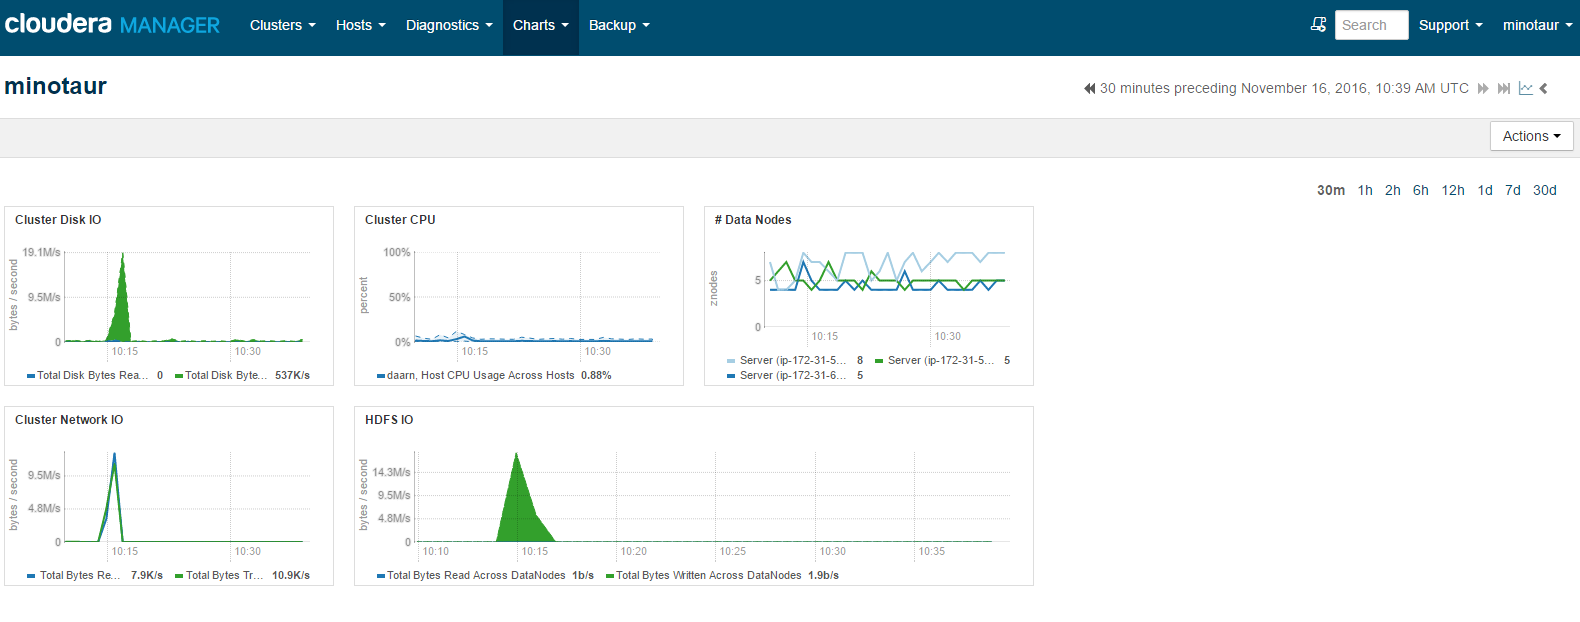 cloudera MANAGER Clusters Hosts Diagnostics Charts Backup Search Support minotaur
minotaur
30 minutes preceding November 16, 2016, 10:39 AM UTC
Actions
30m 1h 2h 6h 12h 1d 7d 30d
Cluster Disk IO
bytes / second
19.1M/s
9.5M/s
0
10:15 10:30
Total Disk Bytes Rea... 0 Total Disk Byte... 537K/s
Cluster CPU
percent
100%
50%
0%
10:15 10:30
daarn, Host CPU Usage Across Hosts 0.88%
# Data Nodes
znodes
5
0
10:15 10:30
Server (ip-172-31-5... 8 Server (ip-172-31-5... 5
Server (ip-172-31-6... 5
Cluster Network IO
bytes / second
9.5M/s
4.8M/s
0
10:15 10:30
Total Bytes Re... 7.9K/s Total Bytes Tr... 10.9K/s
HDFS IO
bytes / second
14.3M/s
9.5M/s
4.8M/s
0
10:10 10:15 10:20 10:25 10:30 10:35
Total Bytes Read Across DataNodes 1b/s Total Bytes Written Across DataNodes 1.9b/s